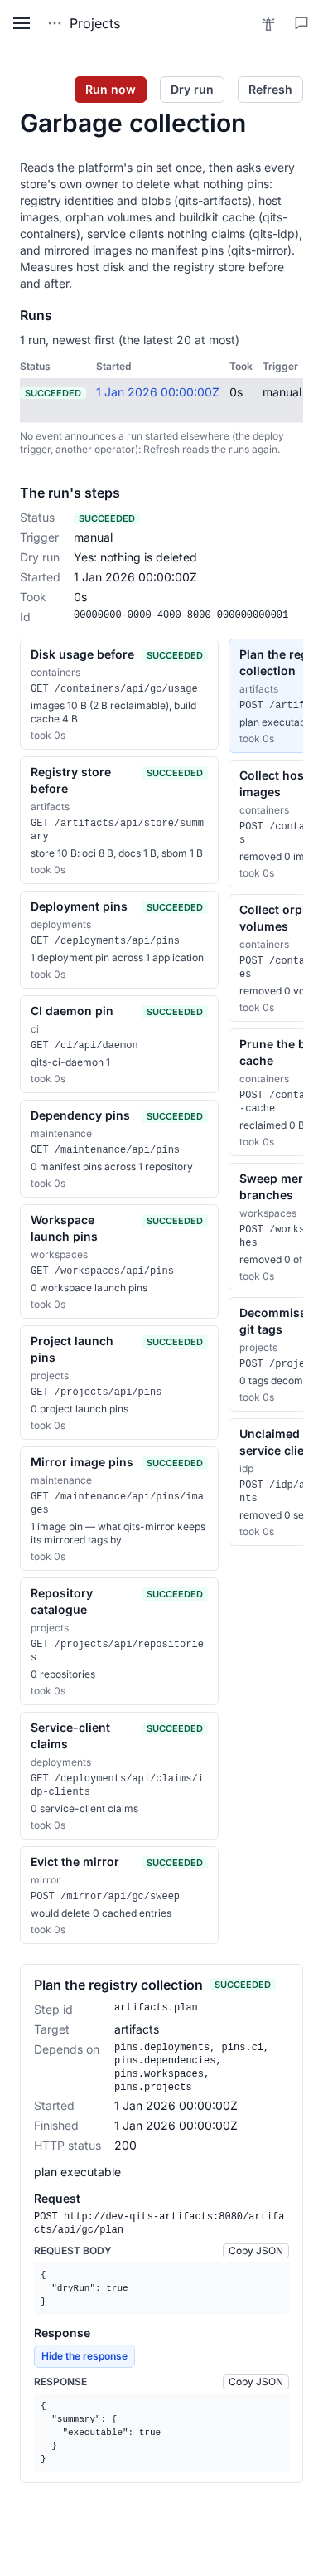 Projects
Run now
Dry run
Refresh
Garbage collection
Reads the platform's pin set once, then asks every
store's own owner to delete what nothing pins:
registry identities and blobs (qits-artifacts), host
images, orphan volumes and buildkit cache (qits-
containers), service clients nothing claims (qits-idp),
and mirrored images no manifest pins (qits-mirror).
Measures host disk and the registry store before
and after.
Runs
1 run, newest first (the latest 20 at most)
Status Started Took Trigger
SUCCEEDED 1 Jan 2026 00:00:00Z 0s manual
No event announces a run started elsewhere (the deploy
trigger, another operator): Refresh reads the runs again.
The run's steps
Status SUCCEEDED
Trigger manual
Dry run Yes: nothing is deleted
Started 1 Jan 2026 00:00:00Z
Took 0s
Id 00000000-0000-4000-8000-000000000001
Disk usage before SUCCEEDED
containers
GET /containers/api/gc/usage
images 10 B (2 B reclaimable), build
cache 4 B
took 0s
Registry store
before
SUCCEEDED
artifacts
GET /artifacts/api/store/summ
ary
store 10 B: oci 8 B, docs 1 B, sbom 1 B
took 0s
Deployment pins SUCCEEDED
deployments
GET /deployments/api/pins
1 deployment pin across 1 application
took 0s
CI daemon pin SUCCEEDED
ci
GET /ci/api/daemon
qits-ci-daemon 1
took 0s
Dependency pins SUCCEEDED
maintenance
GET /maintenance/api/pins
0 manifest pins across 1 repository
took 0s
Workspace
launch pins
SUCCEEDED
workspaces
GET /workspaces/api/pins
0 workspace launch pins
took 0s
Project launch
pins
SUCCEEDED
projects
GET /projects/api/pins
0 project launch pins
took 0s
Mirror image pins SUCCEEDED
maintenance
GET /maintenance/api/pins/ima
ges
1 image pin — what qits-mirror keeps
its mirrored tags by
took 0s
Repository
catalogue
SUCCEEDED
projects
GET /projects/api/repositorie
s
0 repositories
took 0s
Service-client
claims
SUCCEEDED
deployments
GET /deployments/api/claims/i
dp-clients
0 service-client claims
took 0s
Evict the mirror SUCCEEDED
mirror
POST /mirror/api/gc/sweep
would delete 0 cached entries
took 0s
Plan the re
collection
artifacts
POST /artif
plan executab
took 0s
Collect hos
images
containers
POST /conta
s
removed 0 im
took 0s
Collect orp
volumes
containers
POST /conta
es
removed 0 vo
took 0s
Prune the b
cache
containers
POST /conta
-cache
reclaimed 0 B
took 0s
Sweep mer
branches
workspaces
POST /works
hes
removed 0 of
took 0s
Decommiss
git tags
projects
POST /proje
0 tags decom
took 0s
Unclaimed
service clie
idp
POST /idp/a
nts
removed 0 se
took 0s
Plan the registry collection SUCCEEDED
Step id artifacts.plan
Target artifacts
Depends on pins.deployments, pins.ci,
pins.dependencies,
pins.workspaces,
pins.projects
Started 1 Jan 2026 00:00:00Z
Finished 1 Jan 2026 00:00:00Z
HTTP status 200
plan executable
Request
POST http://dev-qits-artifacts:8080/artifa
cts/api/gc/plan
REQUEST BODY Copy JSON
{
"dryRun": true
}
Response
Hide the response
RESPONSE Copy JSON
{
"summary": {
"executable": true
}
}